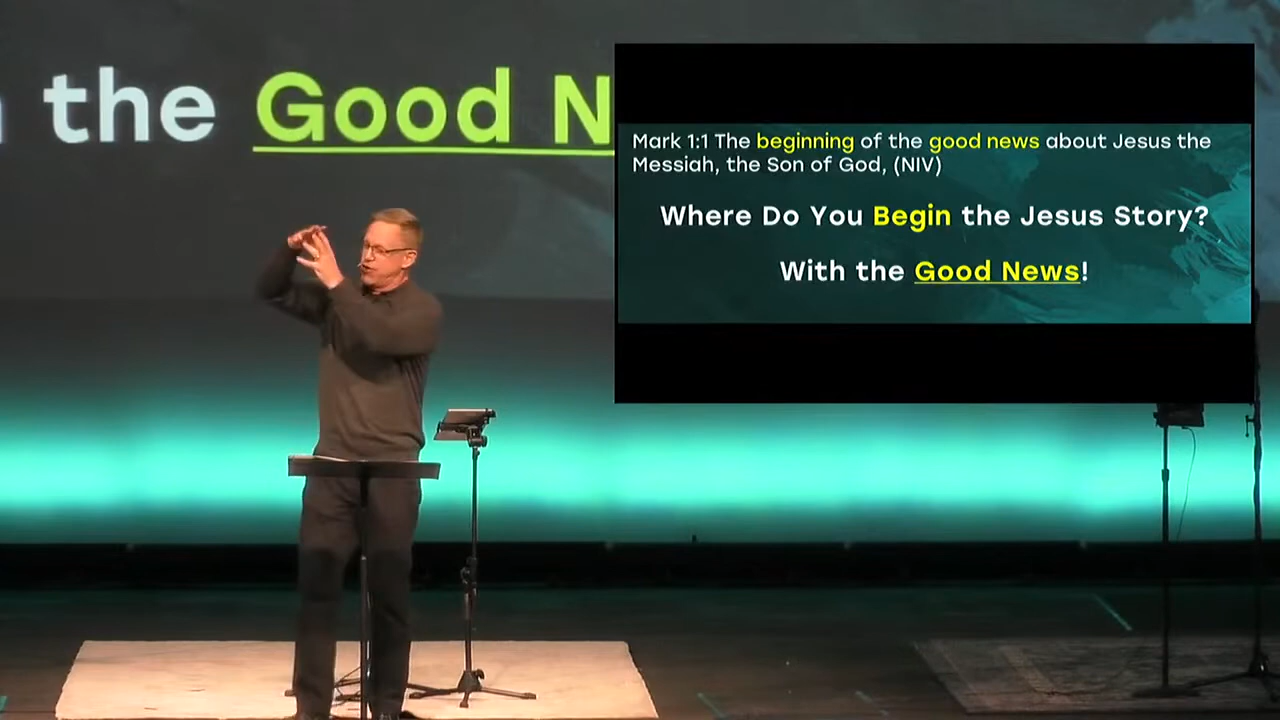 the Good N
Mark 1:1 The beginning of the good news about Jesus the
Messiah, the Son of God, (NIV)
Where Do You Begin the Jesus Story?
With the Good News!